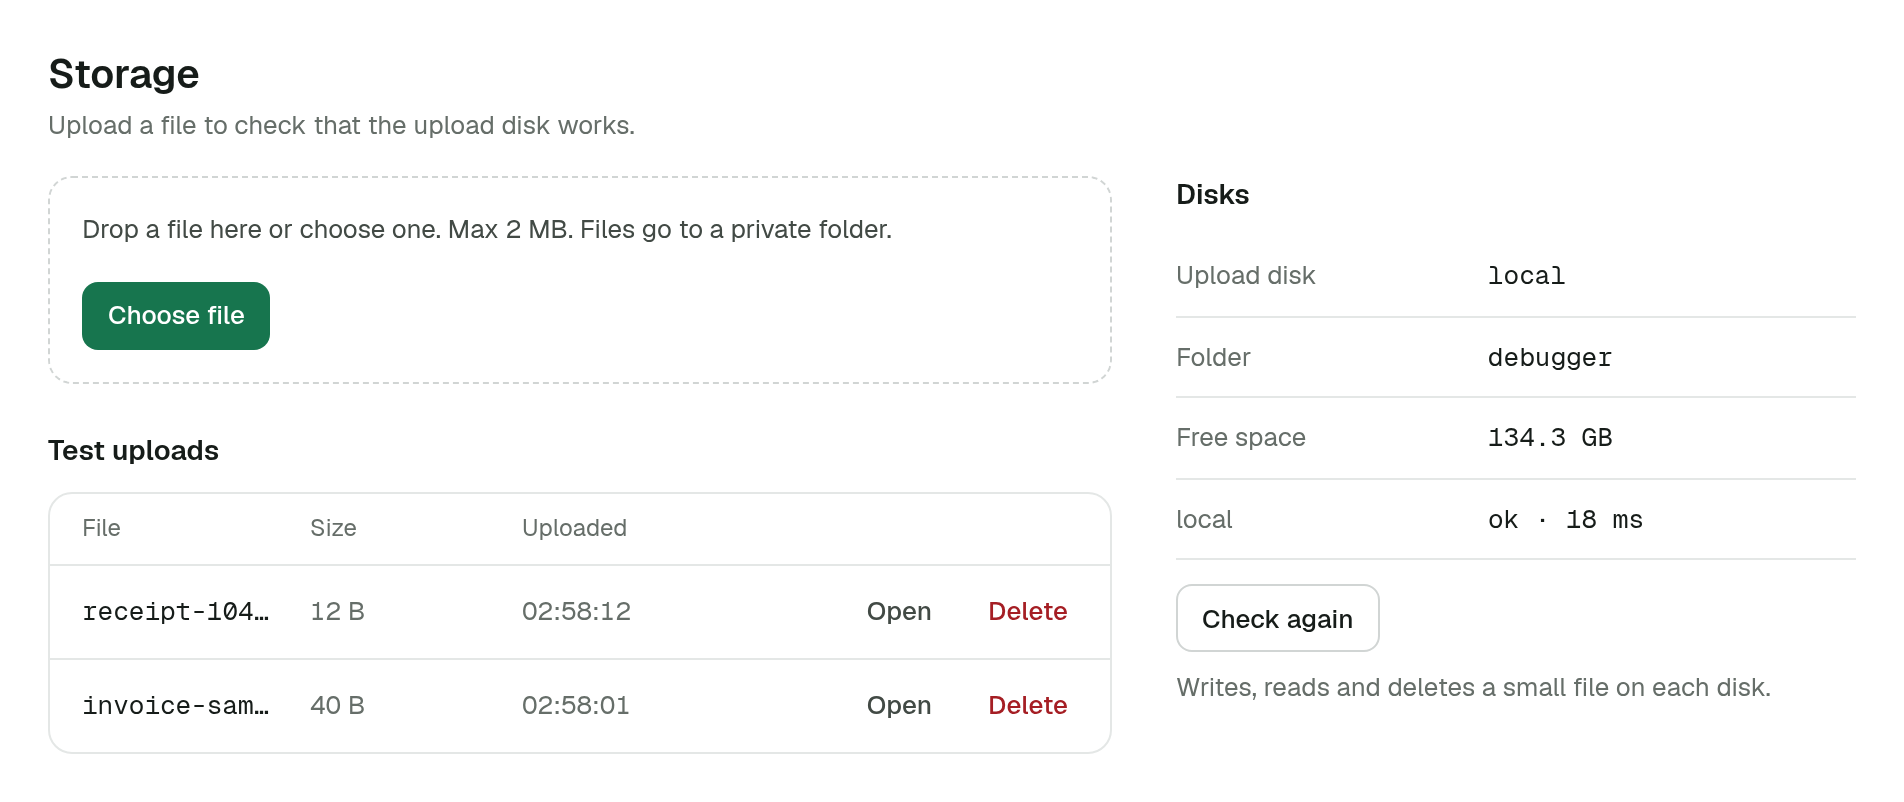 Storage
Upload a file to check that the upload disk works.
Drop a file here or choose one. Max 2 MB. Files go to a private folder.
Choose file
Test uploads
File Size Uploaded
receipt-104… 12 B 02:58:12 Open Delete
invoice-sam… 40 B 02:58:01 Open Delete
Disks
Upload disk local
Folder debugger
Free space 134.3 GB
local ok · 18 ms
Check again
Writes, reads and deletes a small file on each disk.